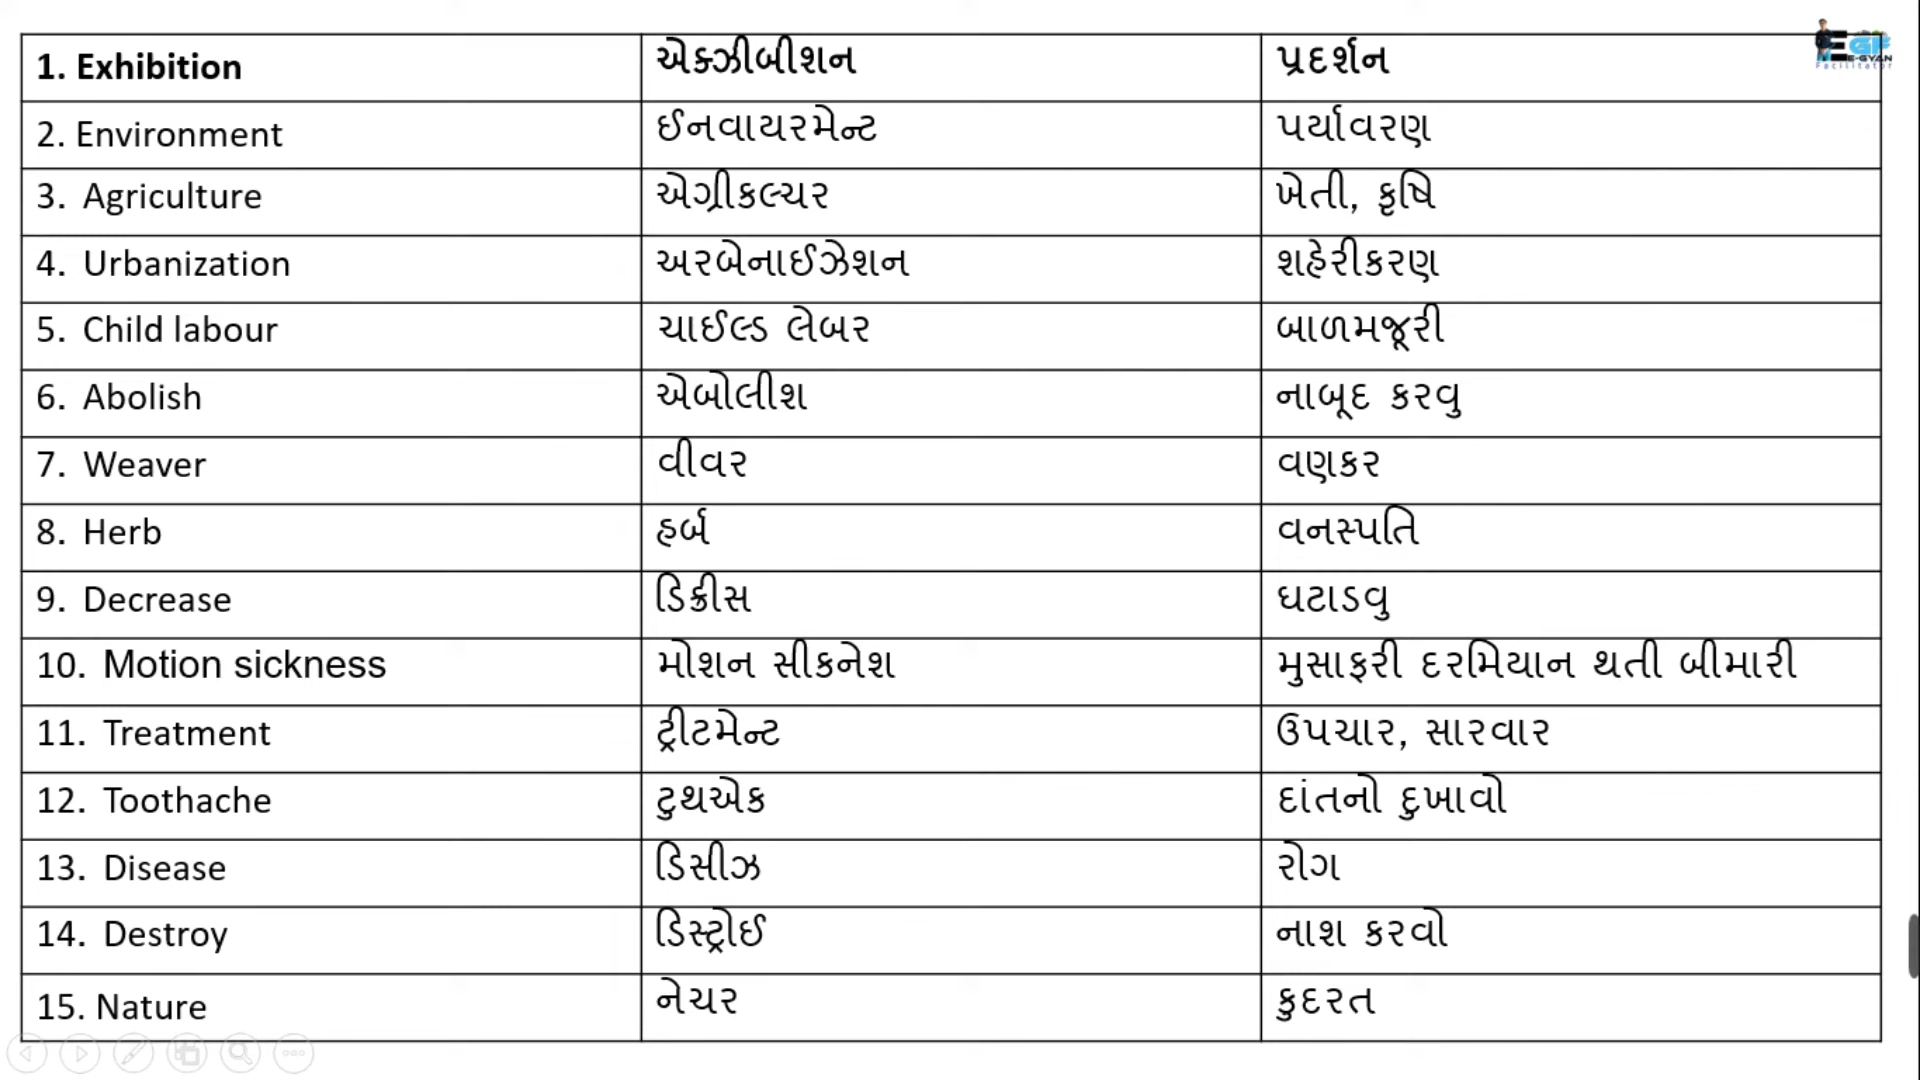 1. Exhibition એક્ઝીબીશન પ્રદર્શન
2. Environment ઈનવાયરમેન્ટ પર્યાવરણ
3. Agriculture એગ્રીકલ્ચર ખેતી, કૃષિ
4. Urbanization અરબેનાઈઝેશન શહેરીકરણ
5. Child labour ચાઈલ્ડ લેબર બાળમજૂરી
6. Abolish એબોલીશ નાબૂદ કરવુ
7. Weaver વીવર વણકર
8. Herb હર્બ વનસ્પતિ
9. Decrease ડિક્રીસ ઘટાડવુ
10. Motion sickness મોશન સીકનેશ મુસાફરી દરમિયાન થતી બીમારી
11. Treatment ટ્રીટમેન્ટ ઉપચાર, સારવાર
12. Toothache ટુથએક દાંતનો દુખાવો
13. Disease ડિસીઝ રોગ
14. Destroy ડિસ્ટ્રોઈ નાશ કરવો
15. Nature નેચર કુદરત
EGF
E-GYAN
Facilitator